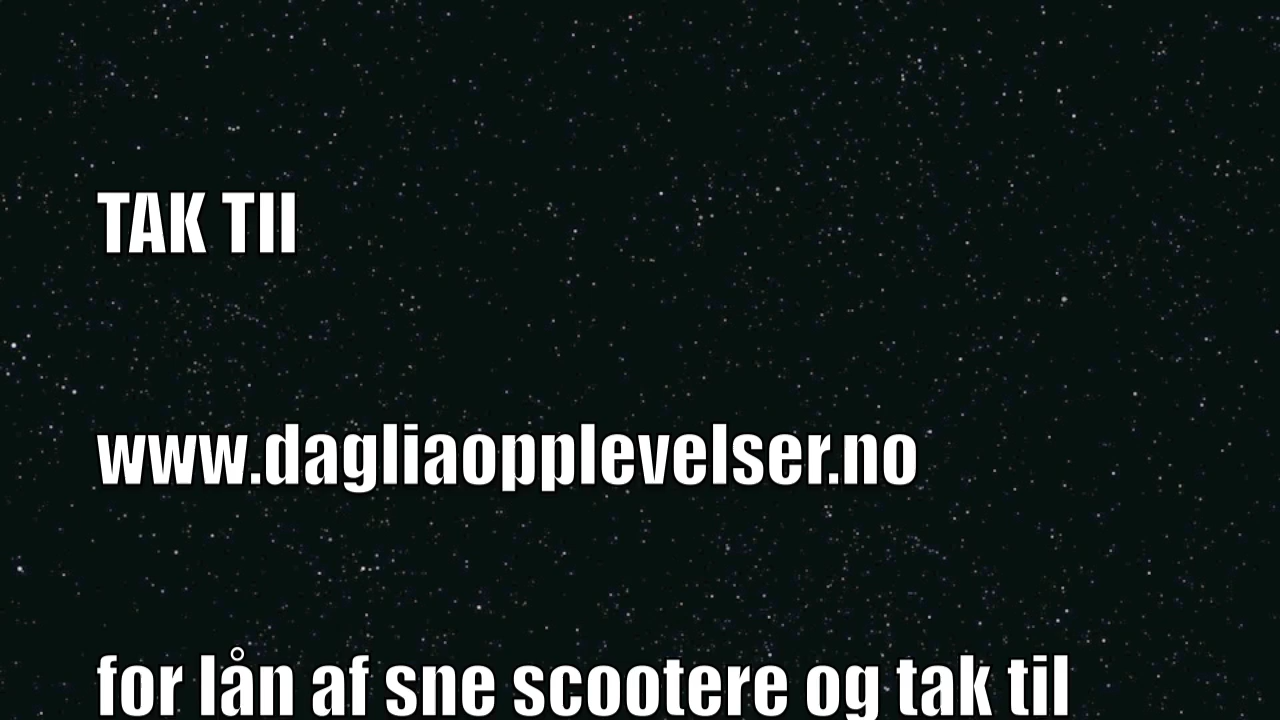 TAK TIl
www.dagliaopplevelser.no
for lån af sne scootere og tak til